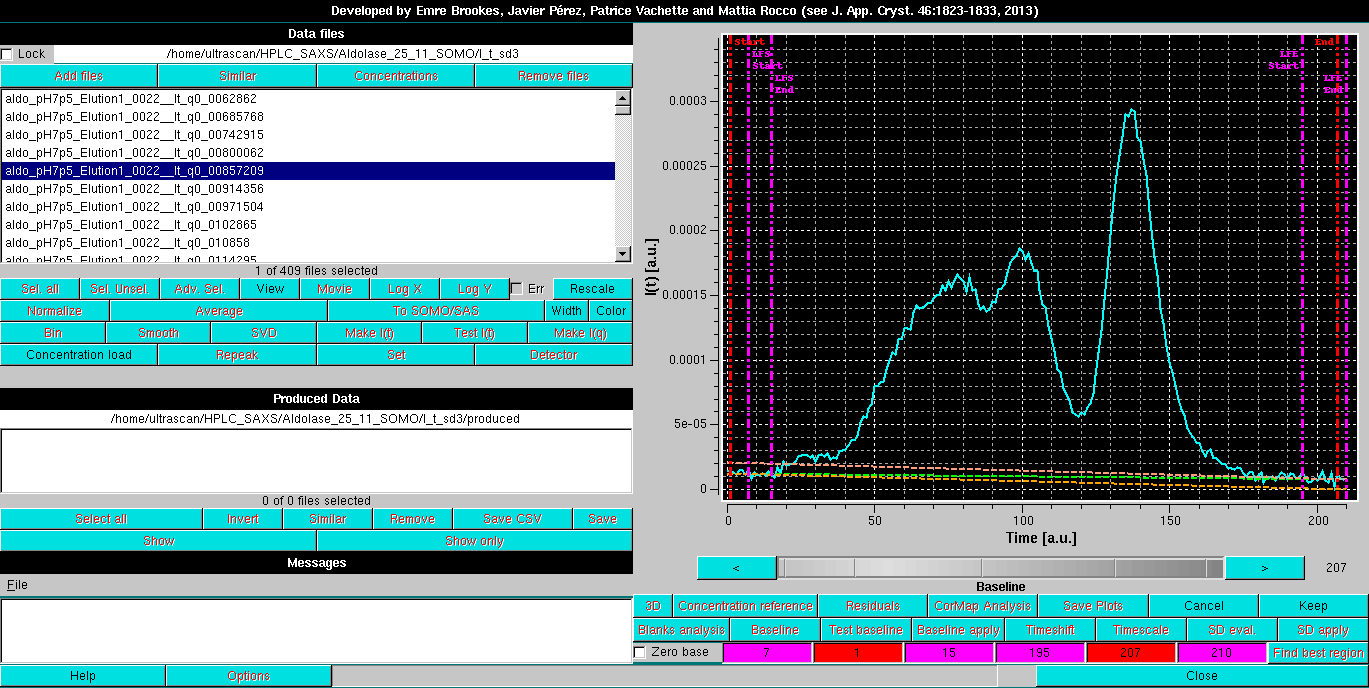 Developed by Emre Brookes, Javier Pérez, Patrice Vachette and Mattia Rocco (see J. App. Cryst. 46:1823-1833, 2013)
Data files
Lock /home/ultrascan/HPLC_SAXS/Aldolase_25_11_SOMO/I_t_sd3
Add files Similar Concentrations Remove files
aldo_pH7p5_Elution1_0022__It_q0_0062862
aldo_pH7p5_Elution1_0022__It_q0_00685768
aldo_pH7p5_Elution1_0022__It_q0_00742915
aldo_pH7p5_Elution1_0022__It_q0_00800062
aldo_pH7p5_Elution1_0022__It_q0_00857209
aldo_pH7p5_Elution1_0022__It_q0_00914356
aldo_pH7p5_Elution1_0022__It_q0_00971504
aldo_pH7p5_Elution1_0022__It_q0_0102865
aldo_pH7p5_Elution1_0022__It_q0_010858
aldo_pH7p5_Elution1_0022__It_q0_0114295
1 of 409 files selected
Sel. all Sel. Unsel. Adv. Sel. View Movie Log X Log Y Err Rescale
Normalize Average To SOMO/SAS Width Color
Bin Smooth SVD Make I(t) Test I(t) Make I(q)
Concentration load Repeak Set Detector
Produced Data
/home/ultrascan/HPLC_SAXS/Aldolase_25_11_SOMO/I_t_sd3/produced
0 of 0 files selected
Select all Invert Similar Remove Save CSV Save
Show Show only
Messages
File
Help Options
Start End
LFS Start LFE Start
LFS End LFE End
0.0003
0.00025
0.0002
0.00015
0.0001
5e-05
0
I(t) [a.u.]
0 50 100 150 200
Time [a.u.]
< > 207
Baseline
3D Concentration reference Residuals CorMap Analysis Save Plots Cancel Keep
Blanks analysis Baseline Test baseline Baseline apply Timeshift Timescale SD eval. SD apply
Zero base 7 1 15 195 207 210 Find best region
Close